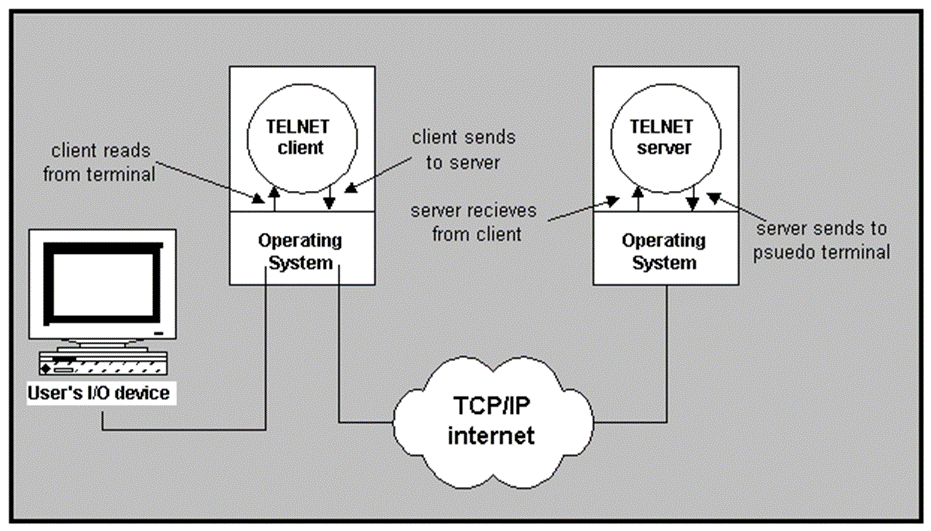 TELNET
client
client reads
from terminal
client sends
to server
Operating
System
User's I/O device
TELNET
server
server recieves
from client
server sends to
psuedo terminal
Operating
System
TCP/IP
internet